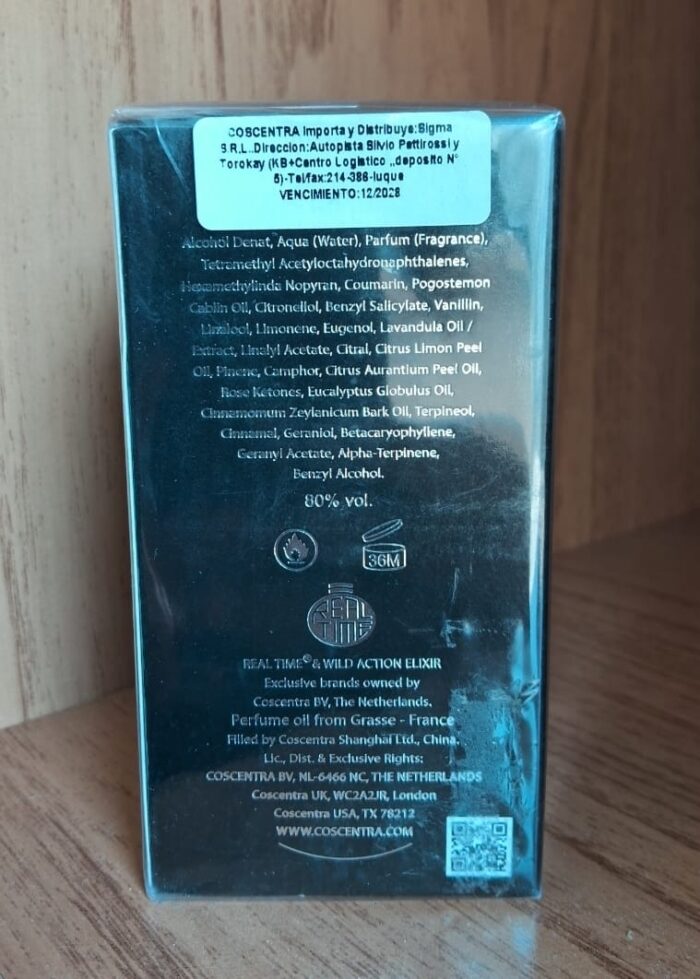 COSCENTRA Importa y Distribuye:Sigma
S R.L..Direccion:Autopista Silvio Pettirossi y
Torokay (KB+Centro Logistico ,,deposito N°
6)-Tel/fax:214-386-luque
VENCIMIENTO:12/2028
Alcohol Denat, Aqua (Water), Parfum (Fragrance),
Tetramethyl Acetyloctahydronaphthalenes,
Hexamethylinda Nopyran, Coumarin, Pogostemon
Cablin Oil, Citronellol, Benzyl Salicylate, Vanillin,
Linalool, Limonene, Eugenol, Lavandula Oil /
Extract, Linalyl Acetate, Citral, Citrus Limon Peel
Oil, Pinene, Camphor, Citrus Aurantium Peel Oil,
Rose Ketones, Eucalyptus Globulus Oil,
Cinnamomum Zeylanicum Bark Oil, Terpineol,
Cinnamal, Geraniol, Betacaryophyllene,
Geranyl Acetate, Alpha-Terpinene,
Benzyl Alcohol.
80% vol.
36M
REAL
TIME
REAL TIME® & WILD ACTION ELIXIR
Exclusive brands owned by
Coscentra BV, The Netherlands.
Perfume oil from Grasse - France
Filled by Coscentra Shanghai Ltd., China.
Lic., Dist. & Exclusive Rights:
COSCENTRA BV, NL-6466 NC, THE NETHERLANDS
Coscentra UK, WC2A2JR, London
Coscentra USA, TX 78212
WWW.COSCENTRA.COM